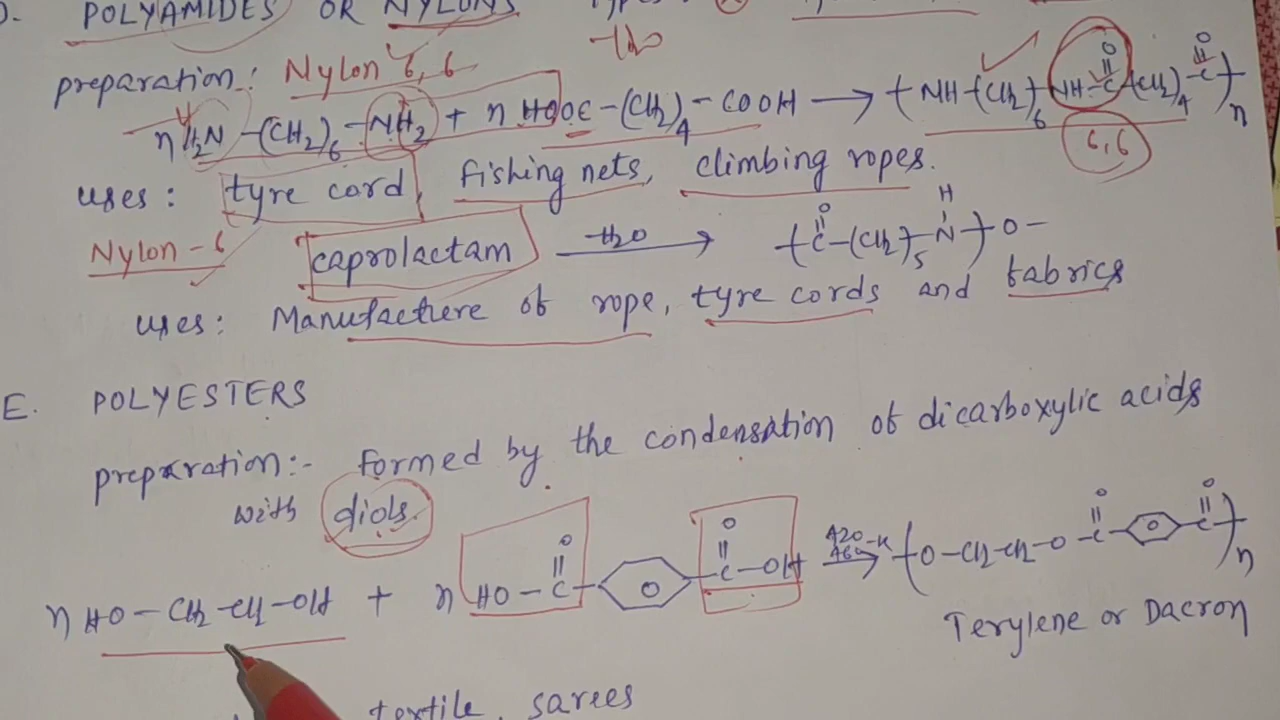 D. POLYAMIDES OR NYLONS
preparation: Nylon 6,6
n H₂N – (CH₂)₆ – NH₂ + n HOOC – (CH₂)₄ – COOH ⟶ ( NH – (CH₂)₆ NH – C (CH₂)₄ C )n
O O
6,6
uses: tyre cord, fishing nets, climbing ropes.
Nylon – 6 caprolactam –H₂O⟶ ( C – (CH₂)₅ – N ) O –
O H
uses: Manufacture of rope, tyre cords and fabrics
E. POLYESTERS
preparation:- formed by the condensation of dicarboxylic acids
with diols.
n HO – CH₂ – CH – OH + n HO – C – C – OH 420 – 460 K ⟶ ( O – CH₂ – CH₂ – O – C – C )n
O O O O
Terylene or Dacron
textile, sarees